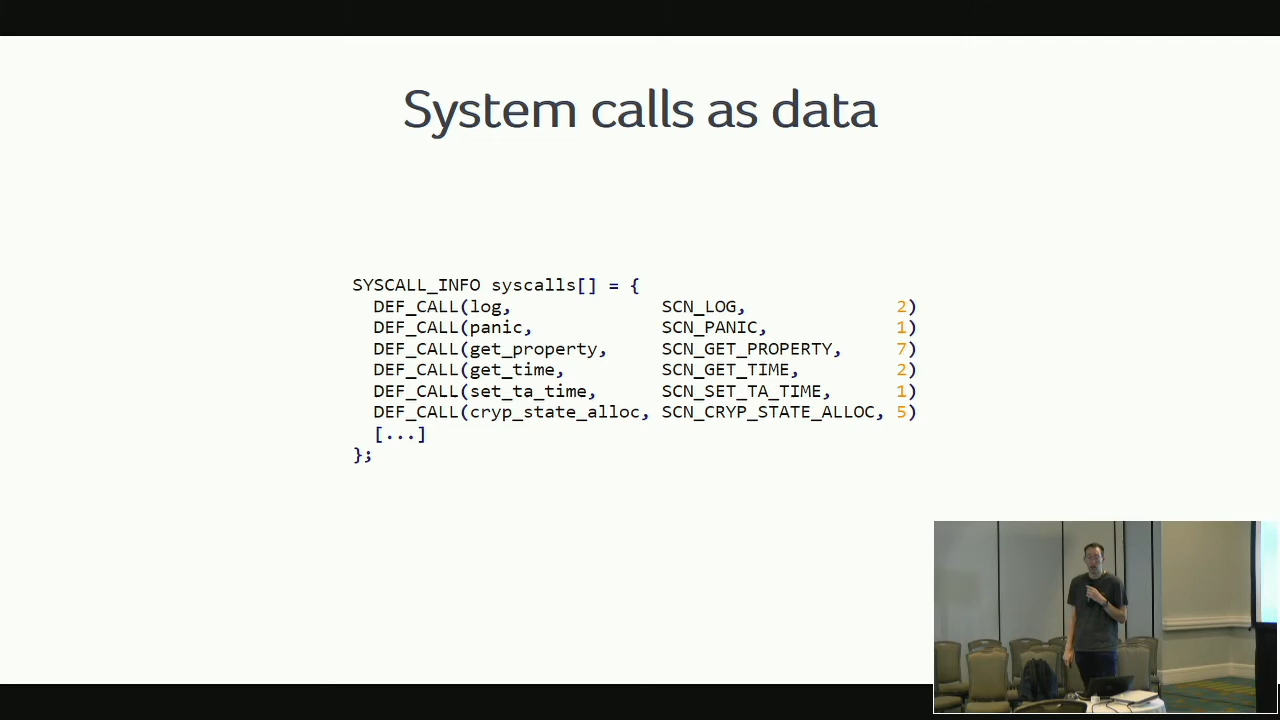 System calls as data
SYSCALL_INFO syscalls[] = {
DEF_CALL(log, SCN_LOG, 2)
DEF_CALL(panic, SCN_PANIC, 1)
DEF_CALL(get_property, SCN_GET_PROPERTY, 7)
DEF_CALL(get_time, SCN_GET_TIME, 2)
DEF_CALL(set_ta_time, SCN_SET_TA_TIME, 1)
DEF_CALL(cryp_state_alloc, SCN_CRYP_STATE_ALLOC, 5)
[...]
};